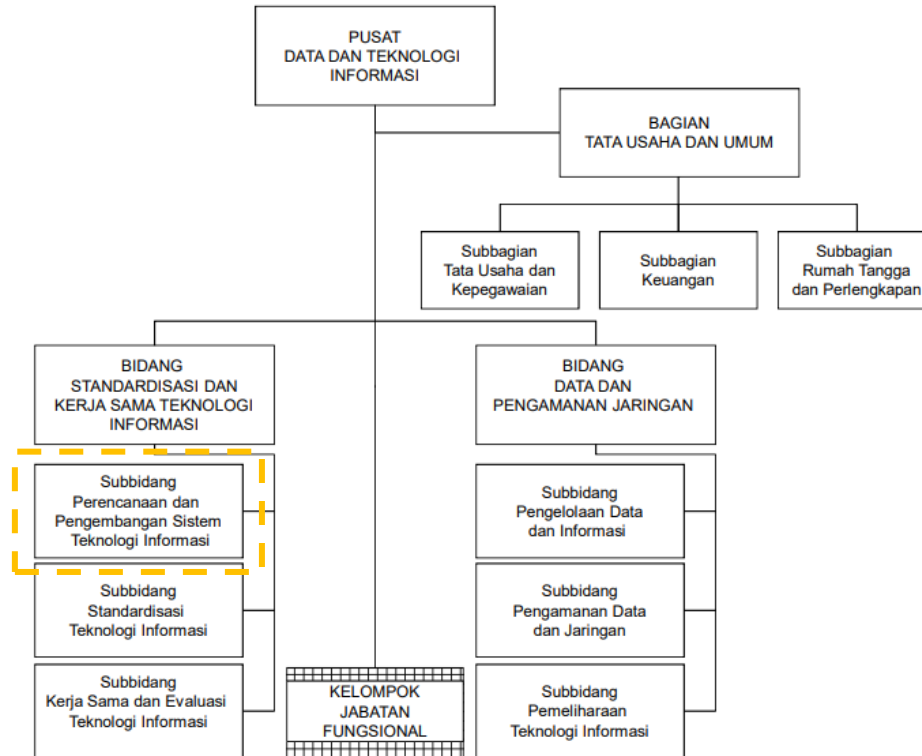 PUSAT
DATA DAN TEKNOLOGI
INFORMASI
BAGIAN
TATA USAHA DAN UMUM
Subbagian
Tata Usaha dan
Kepegawaian
Subbagian
Keuangan
Subbagian
Rumah Tangga
dan Perlengkapan
BIDANG
STANDARDISASI DAN
KERJA SAMA TEKNOLOGI
INFORMASI
BIDANG
DATA DAN
PENGAMANAN JARINGAN
Subbidang
Perencanaan dan
Pengembangan Sistem
Teknologi Informasi
Subbidang
Pengelolaan Data
dan Informasi
Subbidang
Standardisasi
Teknologi Informasi
Subbidang
Pengamanan Data
dan Jaringan
Subbidang
Kerja Sama dan Evaluasi
Teknologi Informasi
KELOMPOK
JABATAN
FUNGSIONAL
Subbidang
Pemeliharaan
Teknologi Informasi